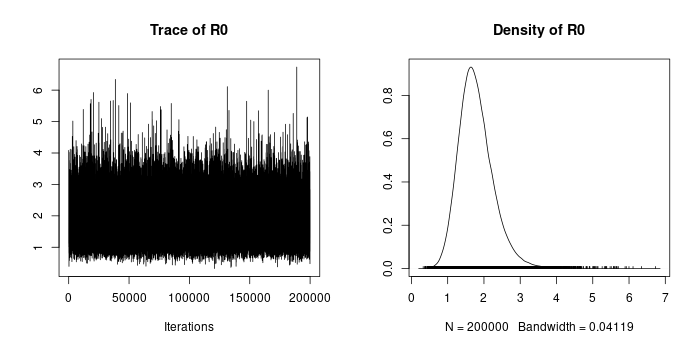 Trace of R0
6
5
4
3
2
1
0 50000 100000 150000 200000
Iterations
Density of R0
0.8
0.6
0.4
0.2
0.0
0 1 2 3 4 5 6 7
N = 200000 Bandwidth = 0.04119